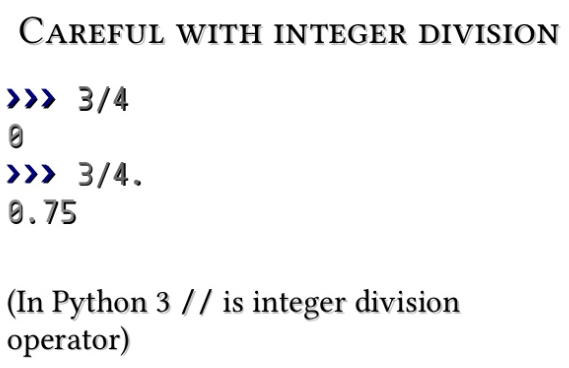 Careful with integer division
>>> 3/4
0
>>> 3/4.
0.75
(In Python 3 // is integer division
operator)